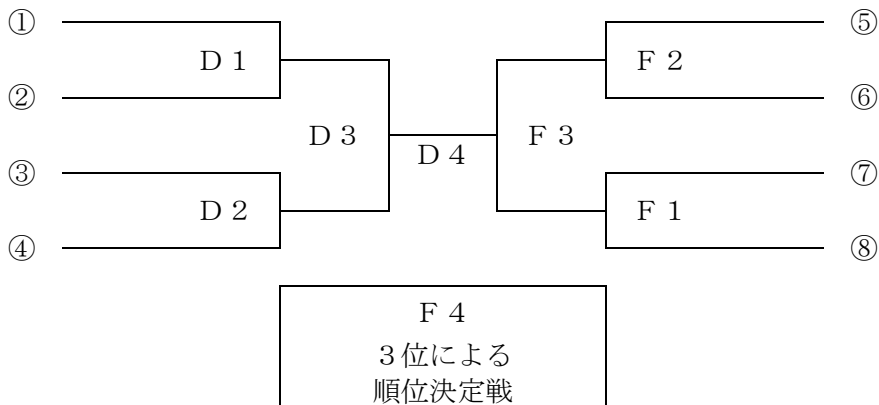 ①
⑤
Ｄ１
Ｆ２
②
⑥
Ｄ３
Ｄ４
Ｆ３
③
⑦
Ｄ２
Ｆ１
④
⑧
Ｆ４
３位による
順位決定戦